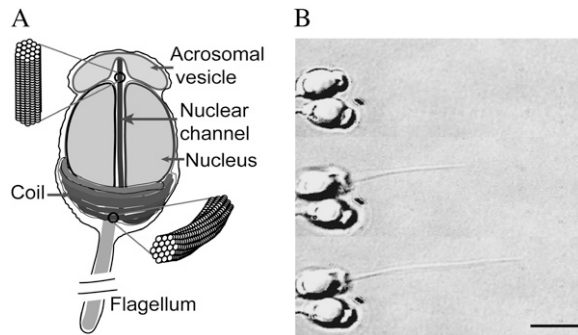 A
B
Acrosomal
vesicle
Nuclear
channel
Nucleus
Coil
Flagellum